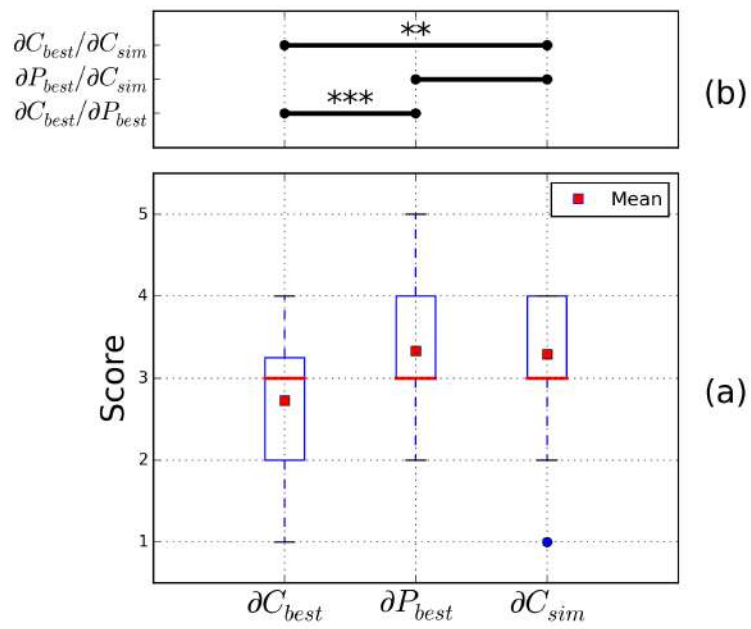 **
∂C_best/∂C_sim
∂P_best/∂C_sim
***
∂C_best/∂P_best
(b)
Mean
5
4
3
2
1
Score
(a)
∂C_best ∂P_best ∂C_sim